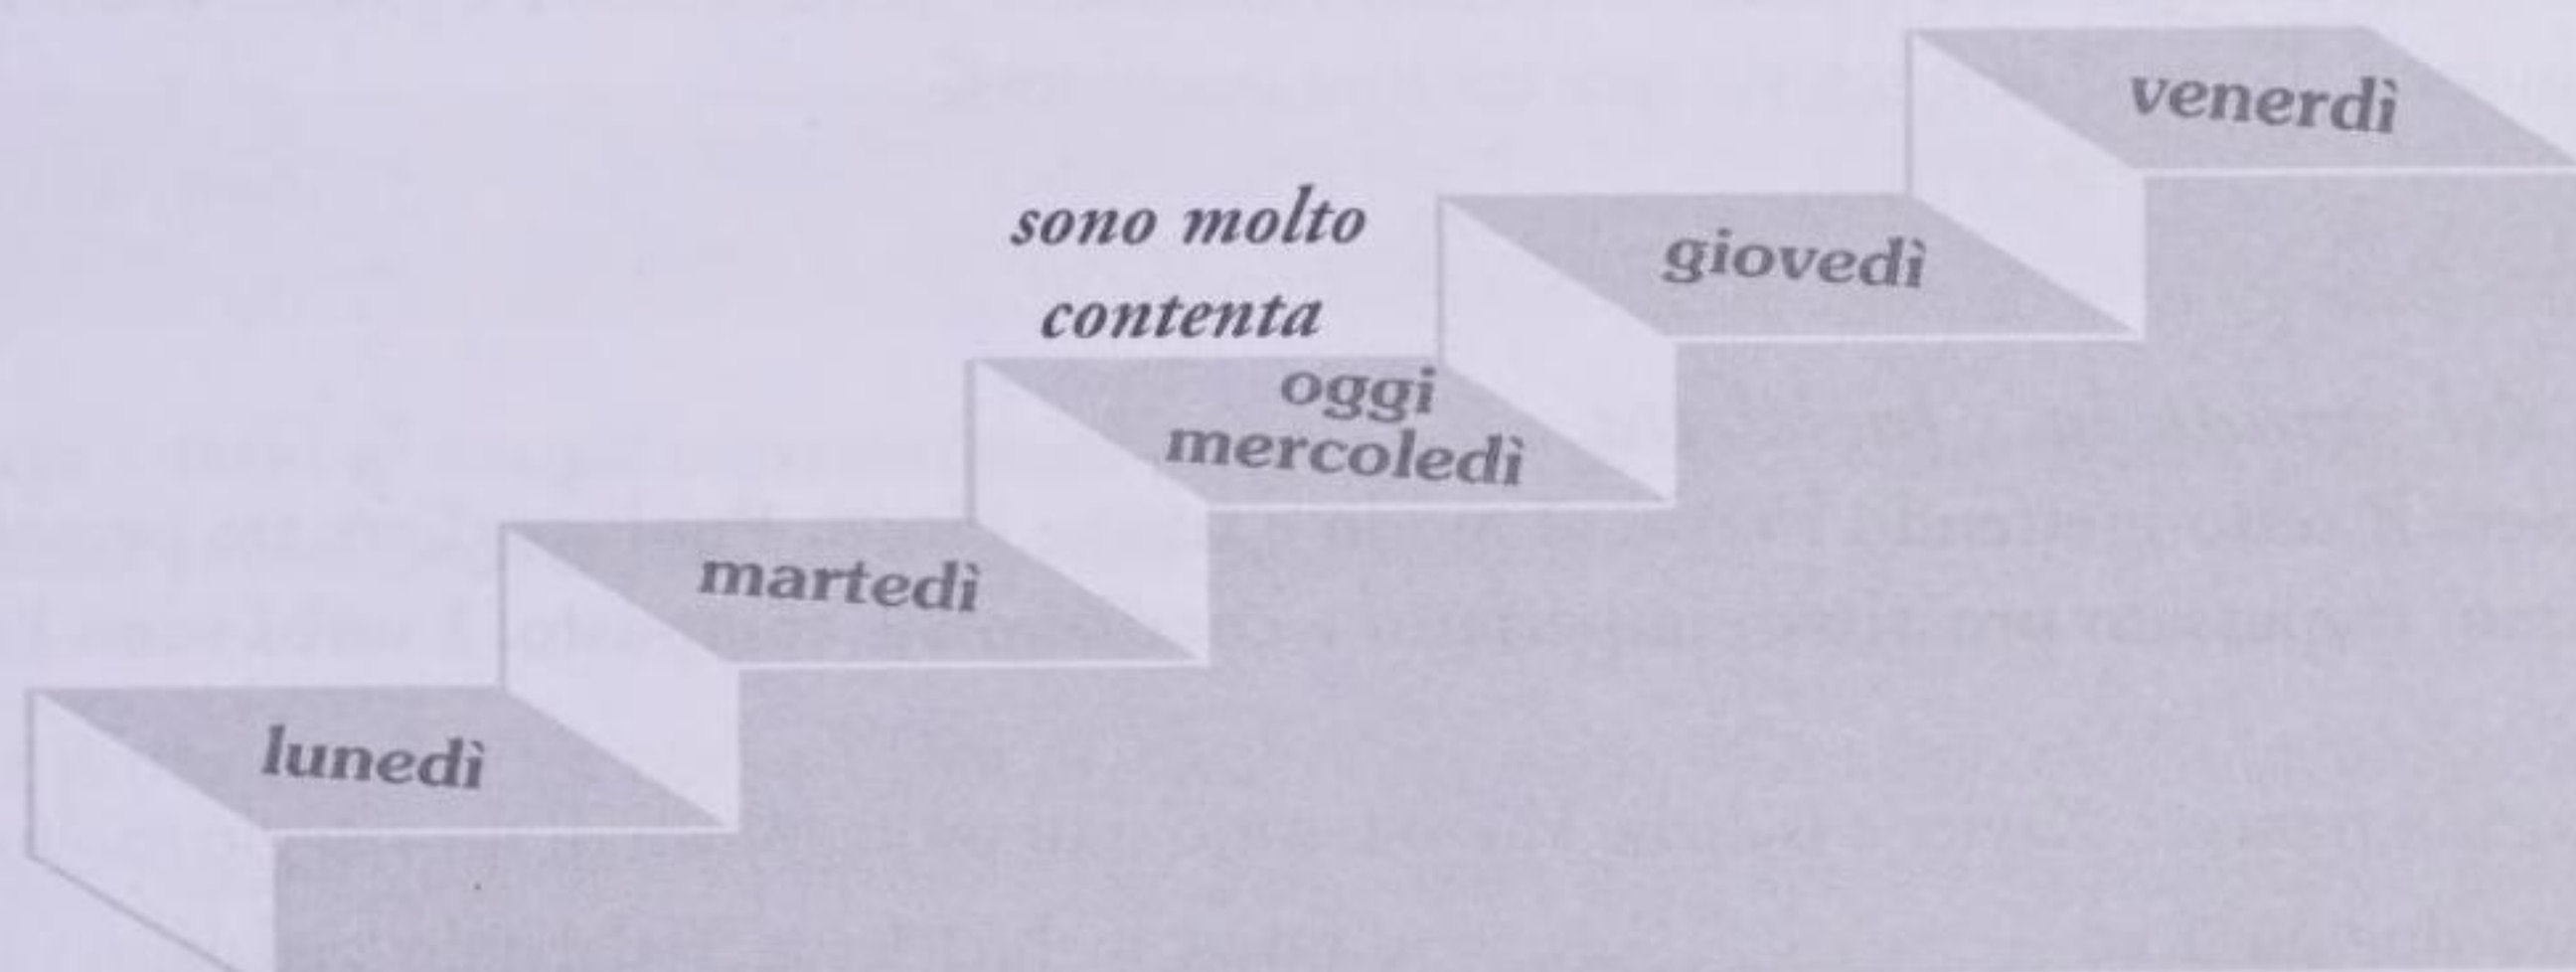 venerdì
sono molto
contenta
giovedì
oggi
mercoledì
martedì
lunedì